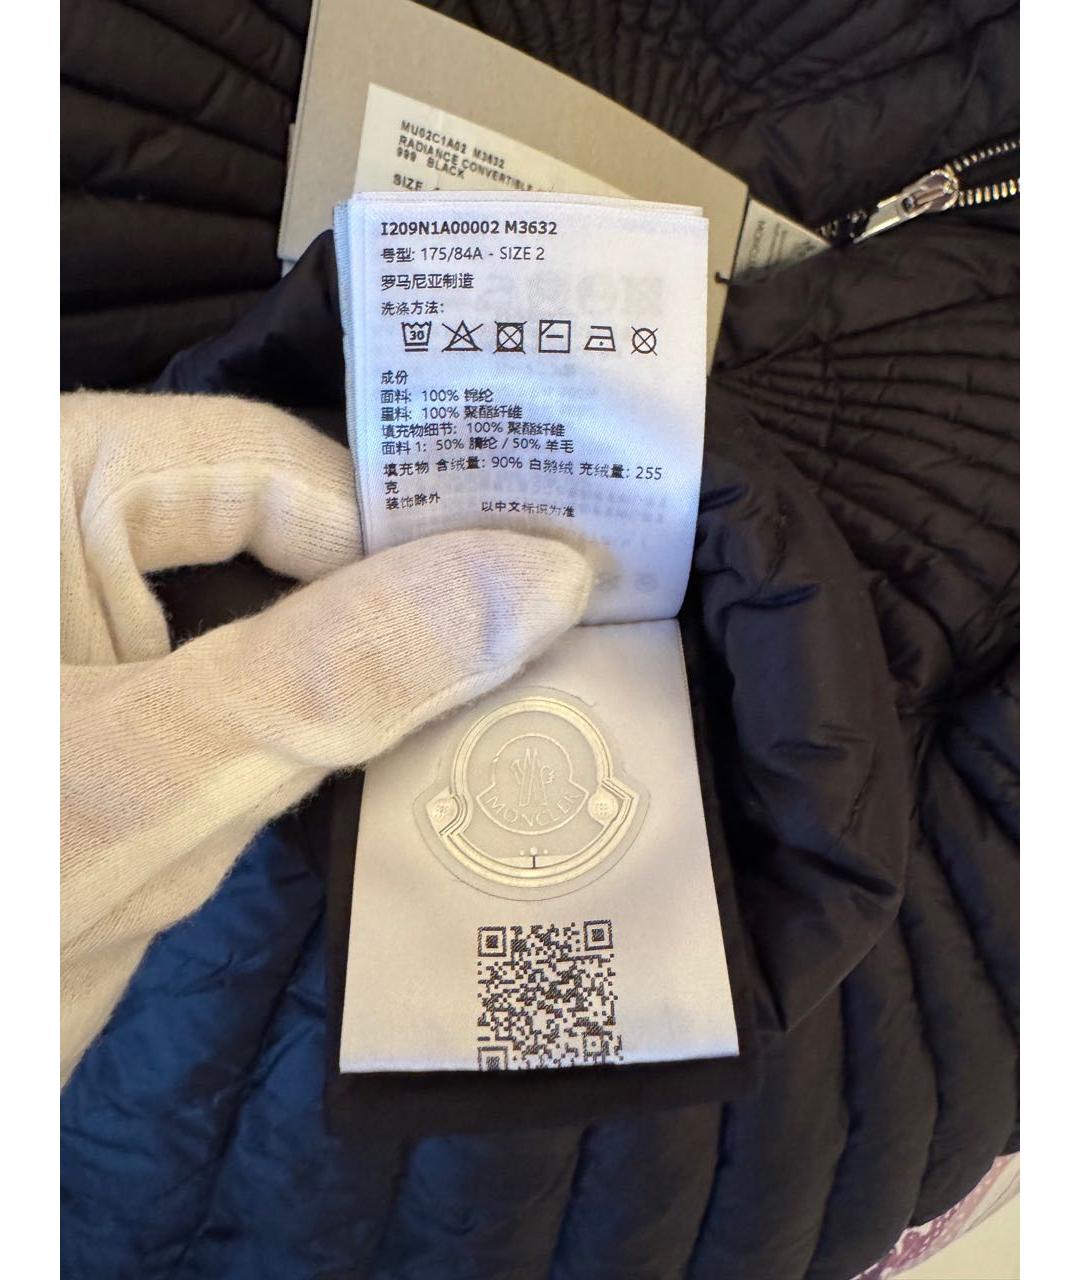 MU02C1A02 M3632
RADIANCE CONVERTIBLE
999 BLACK
SIZE
I209N1A00002 M3632
号型: 175/84A - SIZE 2
罗马尼亚制造
洗涤方法：
30
成份
面料: 100% 锦纶
里料: 100% 聚酯纤维
填充物细节: 100% 聚酯纤维
面料 1: 50% 腈纶 / 50% 羊毛
填充物 含绒量: 90% 白鹅绒 充绒量: 255
克
装饰除外 以中文标识为准
MONCLER